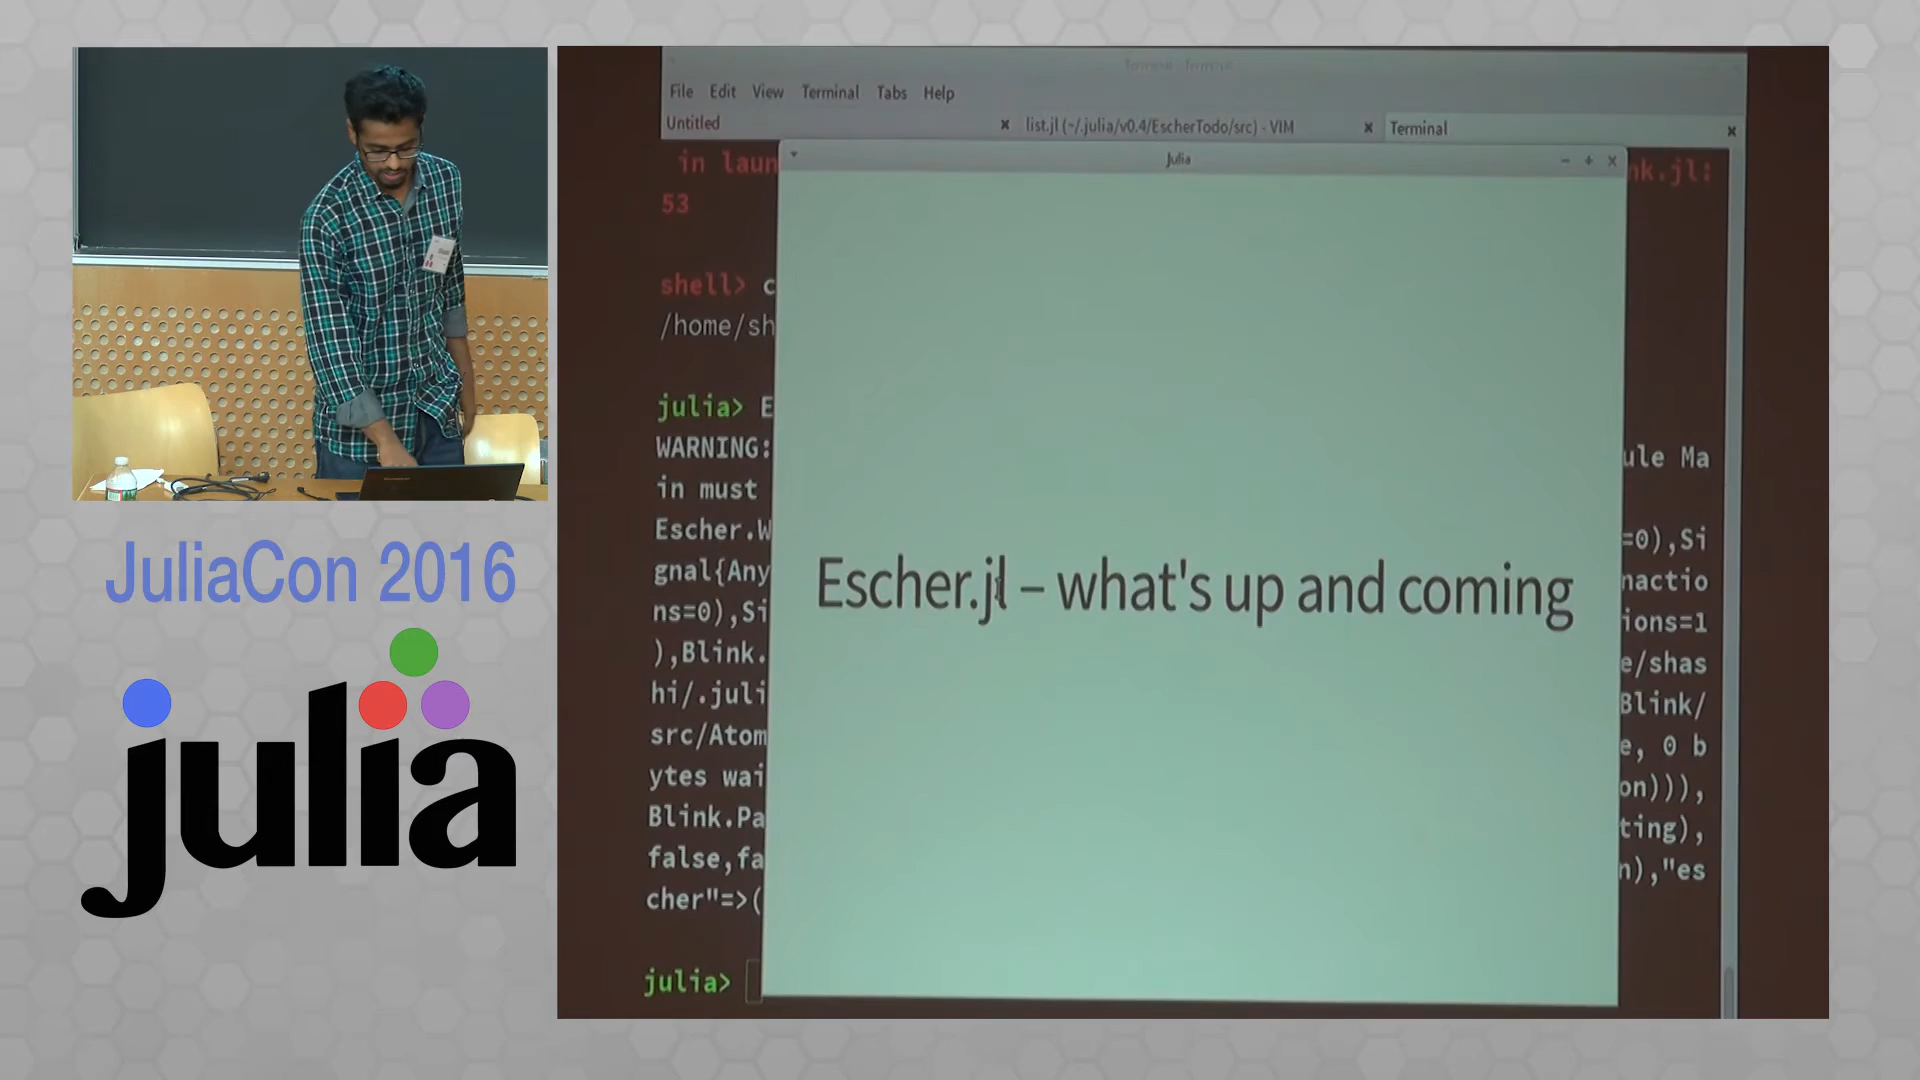 Terminal - Terminal
File Edit View Terminal Tabs Help
Untitled
list.jl (~/.julia/v0.4/EscherTodo/src) - VIM
Terminal
Julia
in laun
nk.jl:
53
shell> c
/home/sh
julia> E
WARNING:
ule Ma
in must
Escher.W
=0),Si
gnal{Any
nactio
ns=0),Si
ions=1
),Blink.
e/shas
hi/.juli
Blink/
src/Atom
e, 0 b
ytes wai
on))),
Blink.Pa
ting),
false,fa
n),"es
cher"=>(
julia>
Escher.jl – what's up and coming
JuliaCon 2016
julia